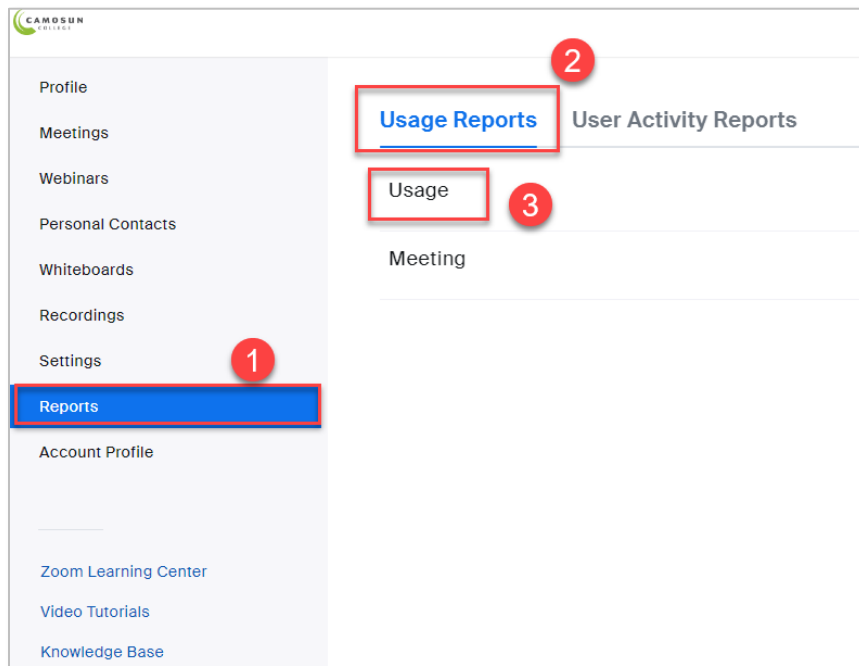 CAMOSUN
COLLEGE
Profile
Meetings
Webinars
Personal Contacts
Whiteboards
Recordings
Settings
1
Reports
Account Profile
Zoom Learning Center
Video Tutorials
Knowledge Base
2
Usage Reports User Activity Reports
Usage
3
Meeting